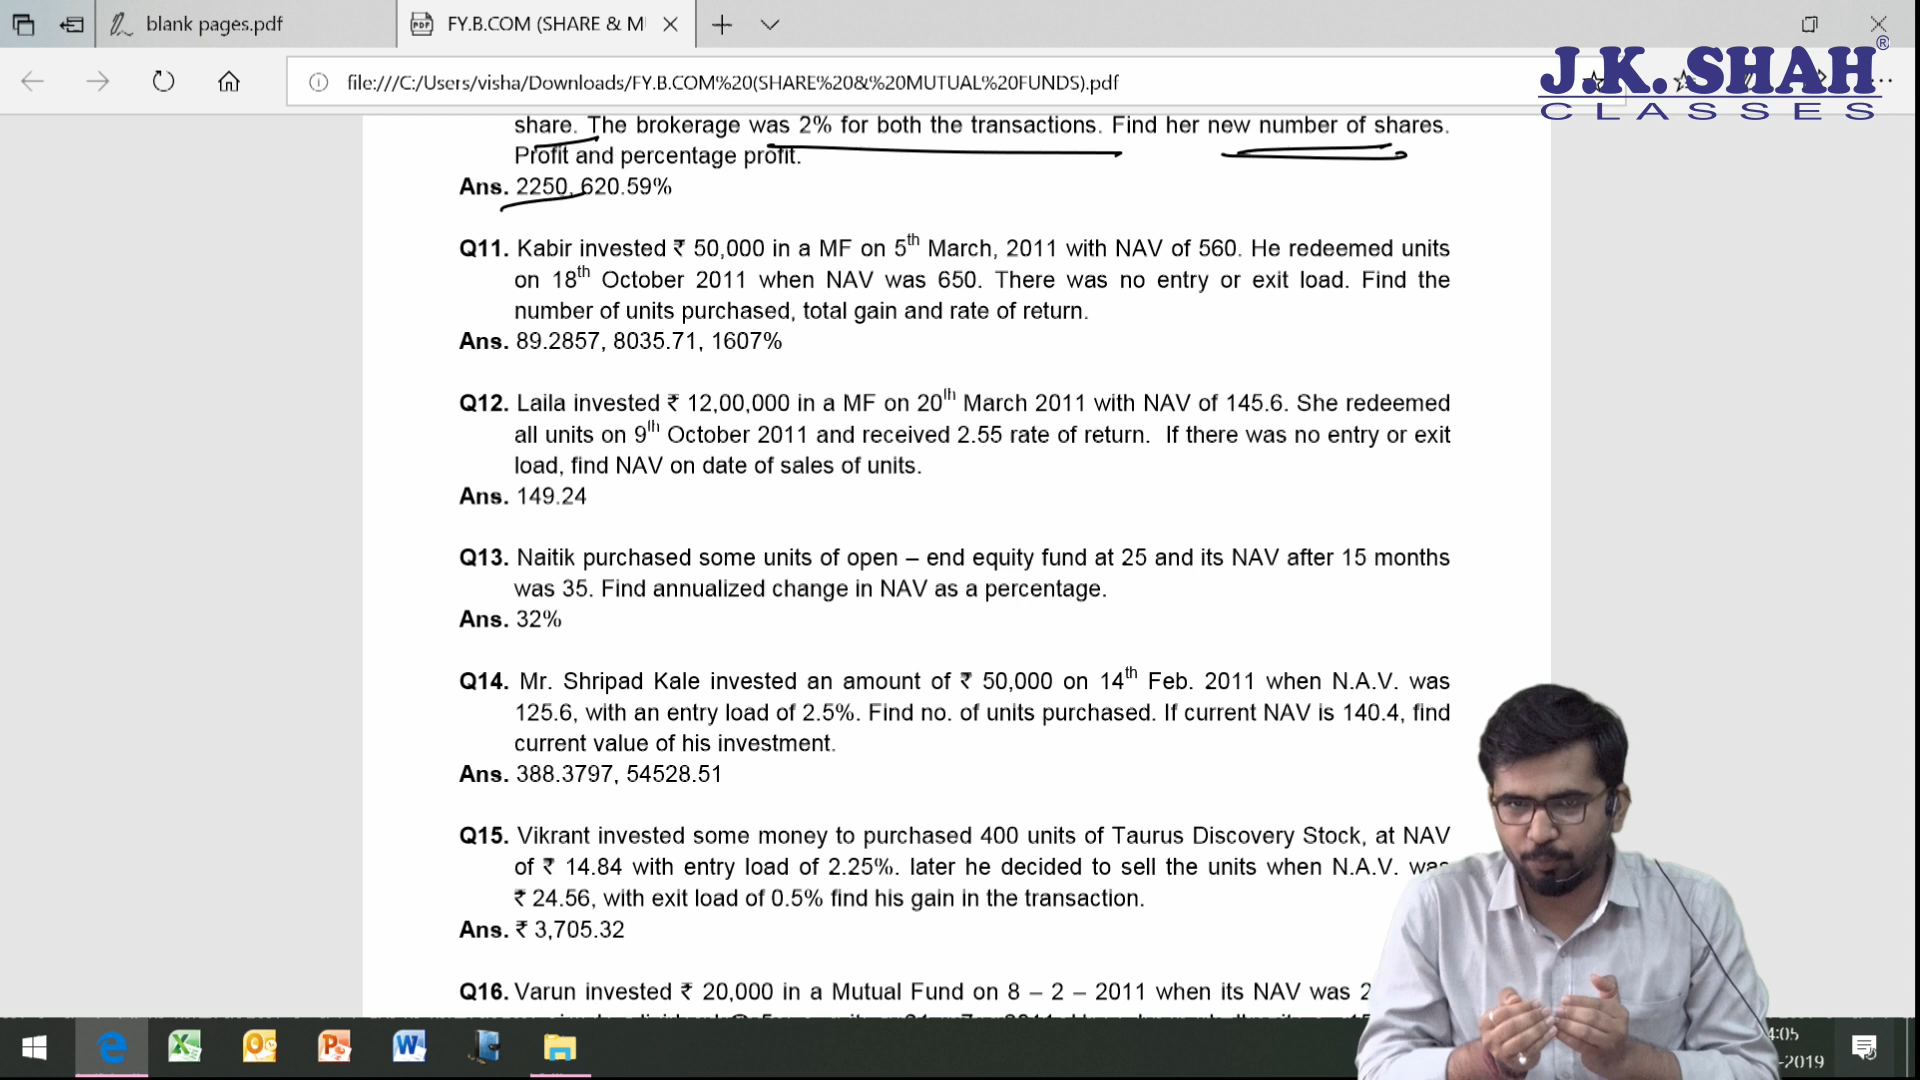 blank pages.pdf
FY.B.COM (SHARE & M
file:///C:/Users/visha/Downloads/FY.B.COM%20(SHARE%20&%20MUTUAL%20FUNDS).pdf
J.K. SHAH®
CLASSES
share. The brokerage was 2% for both the transactions. Find her new number of shares.
Profit and percentage profit.
Ans. 2250, 620.59%
Q11. Kabir invested ₹ 50,000 in a MF on 5th March, 2011 with NAV of 560. He redeemed units
on 18th October 2011 when NAV was 650. There was no entry or exit load. Find the
number of units purchased, total gain and rate of return.
Ans. 89.2857, 8035.71, 1607%
Q12. Laila invested ₹ 12,00,000 in a MF on 20th March 2011 with NAV of 145.6. She redeemed
all units on 9th October 2011 and received 2.55 rate of return. If there was no entry or exit
load, find NAV on date of sales of units.
Ans. 149.24
Q13. Naitik purchased some units of open – end equity fund at 25 and its NAV after 15 months
was 35. Find annualized change in NAV as a percentage.
Ans. 32%
Q14. Mr. Shripad Kale invested an amount of ₹ 50,000 on 14th Feb. 2011 when N.A.V. was
125.6, with an entry load of 2.5%. Find no. of units purchased. If current NAV is 140.4, find
current value of his investment.
Ans. 388.3797, 54528.51
Q15. Vikrant invested some money to purchased 400 units of Taurus Discovery Stock, at NAV
of ₹ 14.84 with entry load of 2.25%. later he decided to sell the units when N.A.V. was
₹ 24.56, with exit load of 0.5% find his gain in the transaction.
Ans. ₹ 3,705.32
Q16. Varun invested ₹ 20,000 in a Mutual Fund on 8 – 2 – 2011 when its NAV was 2
4:05
-2019